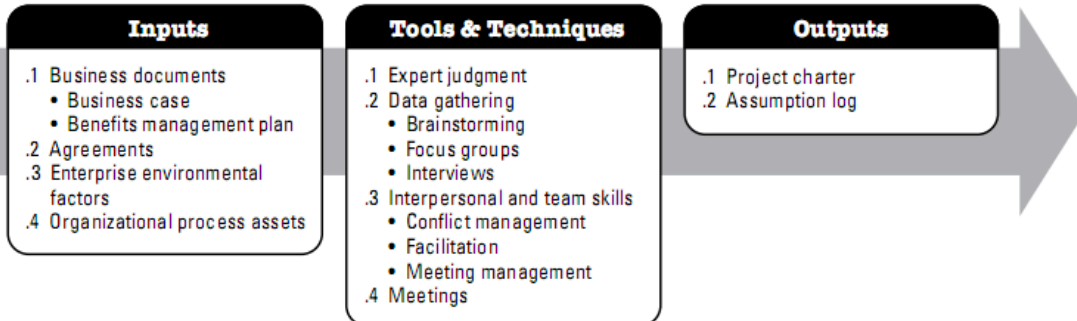 Inputs
.1 Business documents
• Business case
• Benefits management plan
.2 Agreements
.3 Enterprise environmental
factors
.4 Organizational process assets
Tools & Techniques
.1 Expert judgment
.2 Data gathering
• Brainstorming
• Focus groups
• Interviews
.3 Interpersonal and team skills
• Conflict management
• Facilitation
• Meeting management
.4 Meetings
Outputs
.1 Project charter
.2 Assumption log